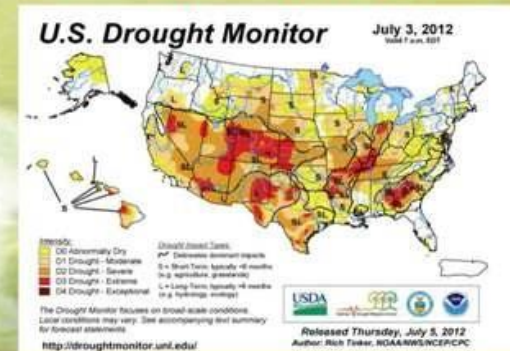 U.S. Drought Monitor
July 3, 2012
Valid 7 a.m. EDT
Intensity:
D0 Abnormally Dry
D1 Drought - Moderate
D2 Drought - Severe
D3 Drought - Extreme
D4 Drought - Exceptional
Drought Impact Types:
Delineates dominant impacts
S = Short-Term, typically <6 months
(e.g. agriculture, grasslands)
L = Long-Term, typically >6 months
(e.g. hydrology, ecology)
The Drought Monitor focuses on broad-scale conditions.
Local conditions may vary. See accompanying text summary
for forecast statements.
http://droughtmonitor.unl.edu/
USDA
Released Thursday, July 5, 2012
Author: Rich Tinker, NOAA/NWS/NCEP/CPC